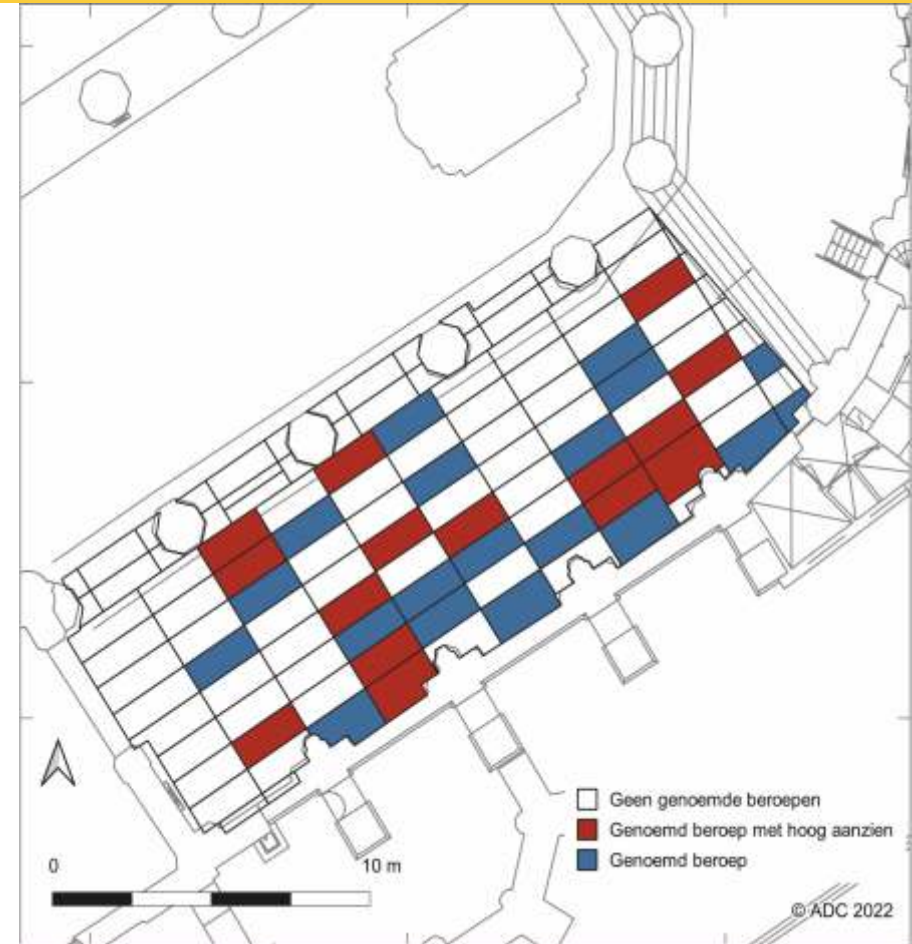 Geen genoemde beroepen
Genoemd beroep met hoog aanzien
Genoemd beroep
0 10 m
© ADC 2022